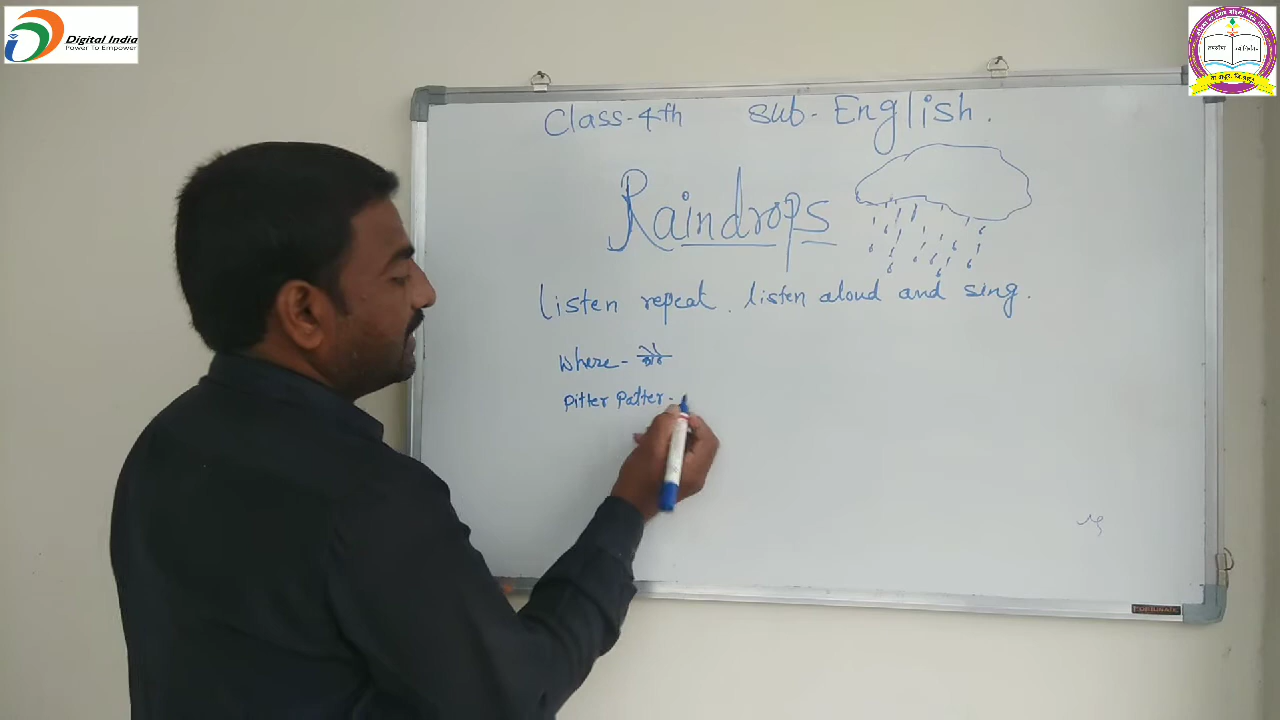 Digital India
Power To Empower
Class-4th sub-English.
Raindrops
Listen repeat. listen aloud and sing.
Where-
Pitter Patter-
FORTUNATE